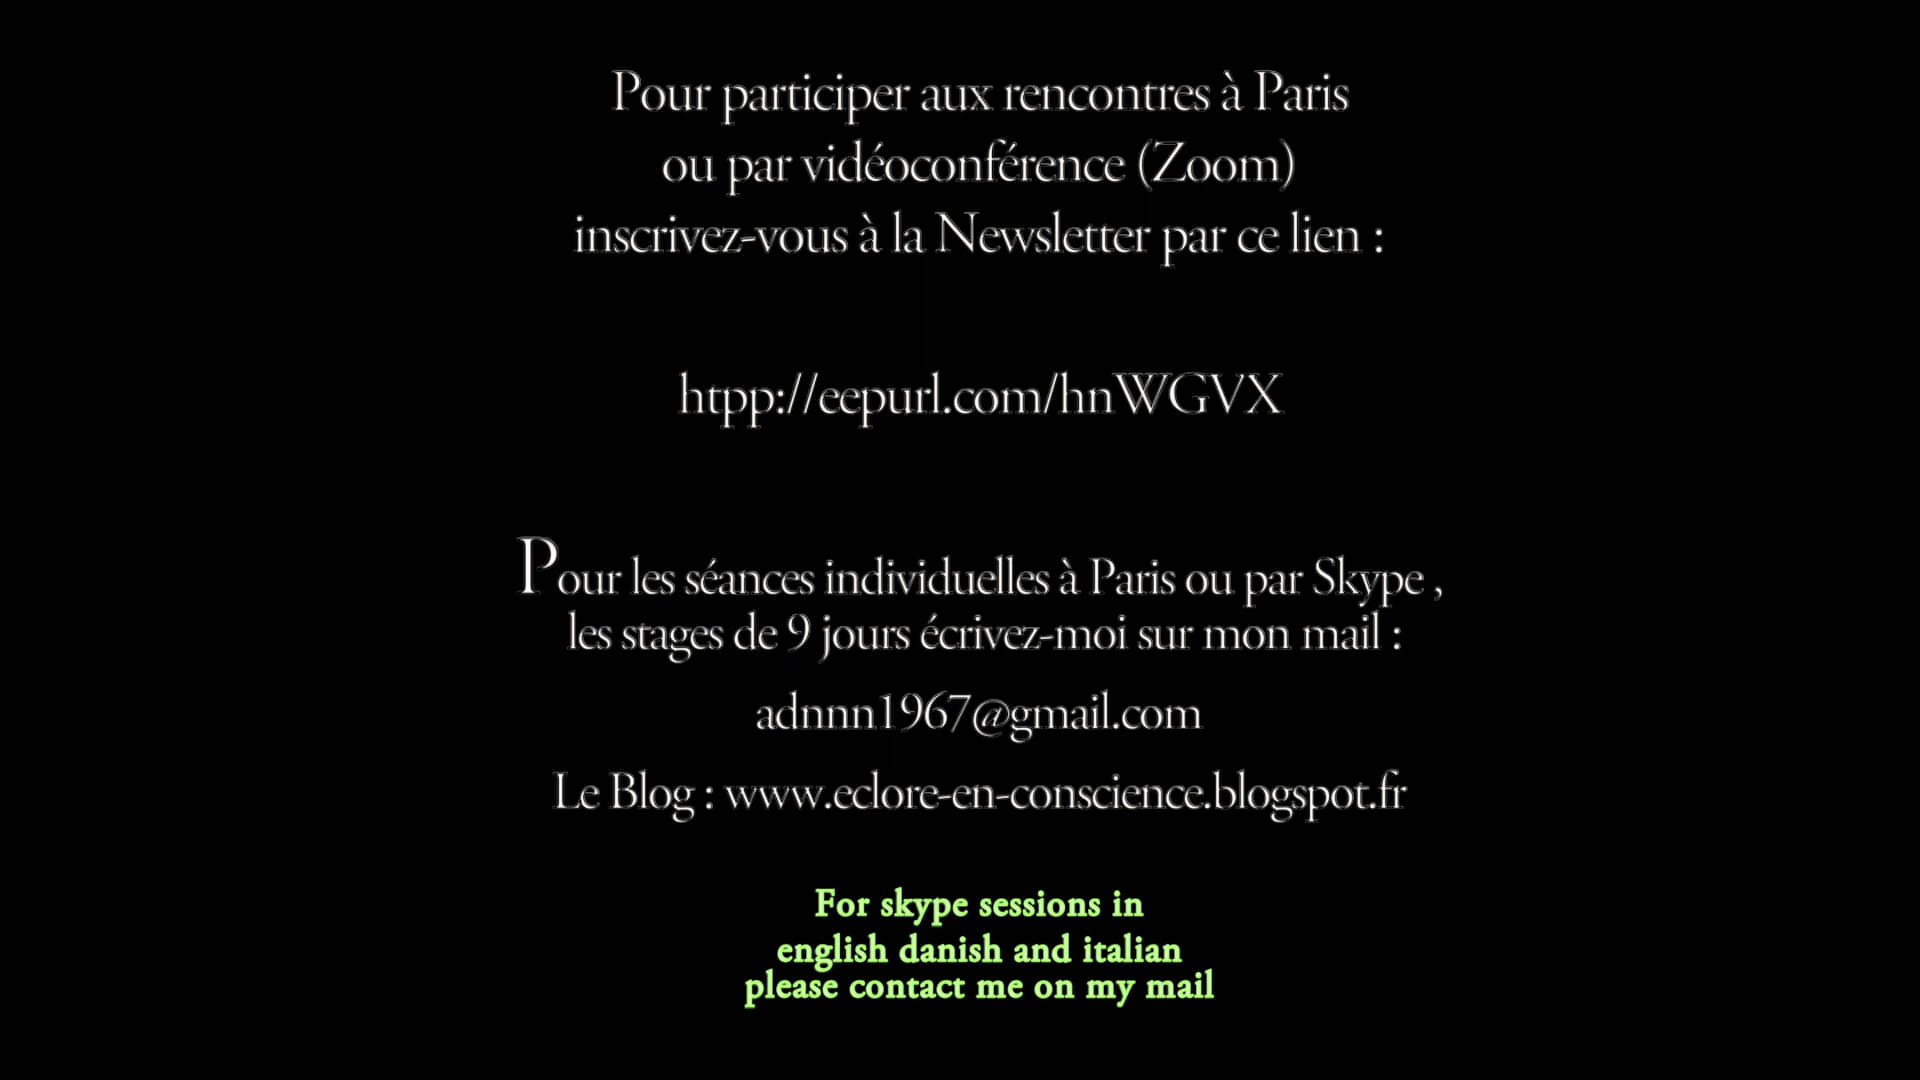 Pour participer aux rencontres à Paris
ou par vidéoconférence (Zoom)
inscrivez-vous à la Newsletter par ce lien :
htpp://eepurl.com/hnWGVX
Pour les séances individuelles à Paris ou par Skype ,
les stages de 9 jours écrivez-moi sur mon mail :
adnnn1967@gmail.com
Le Blog : www.eclore-en-conscience.blogspot.fr
For skype sessions in
english danish and italian
please contact me on my mail